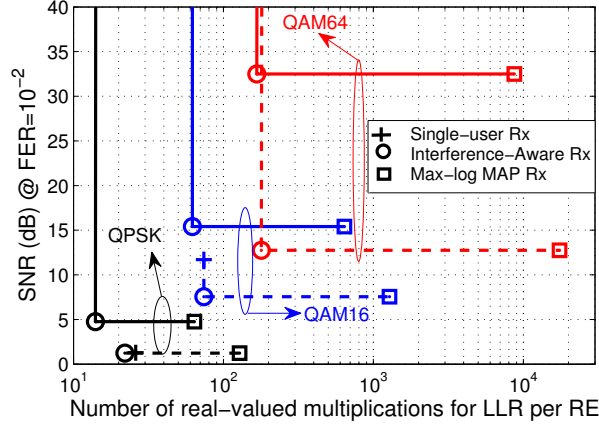 40
35
30
25
20
15
10
5
0
SNR (dB) @ FER=10⁻²
QAM64
Single−user Rx
Interference−Aware Rx
Max−log MAP Rx
QPSK
QAM16
10¹ 10² 10³ 10⁴
Number of real−valued multiplications for LLR per RE